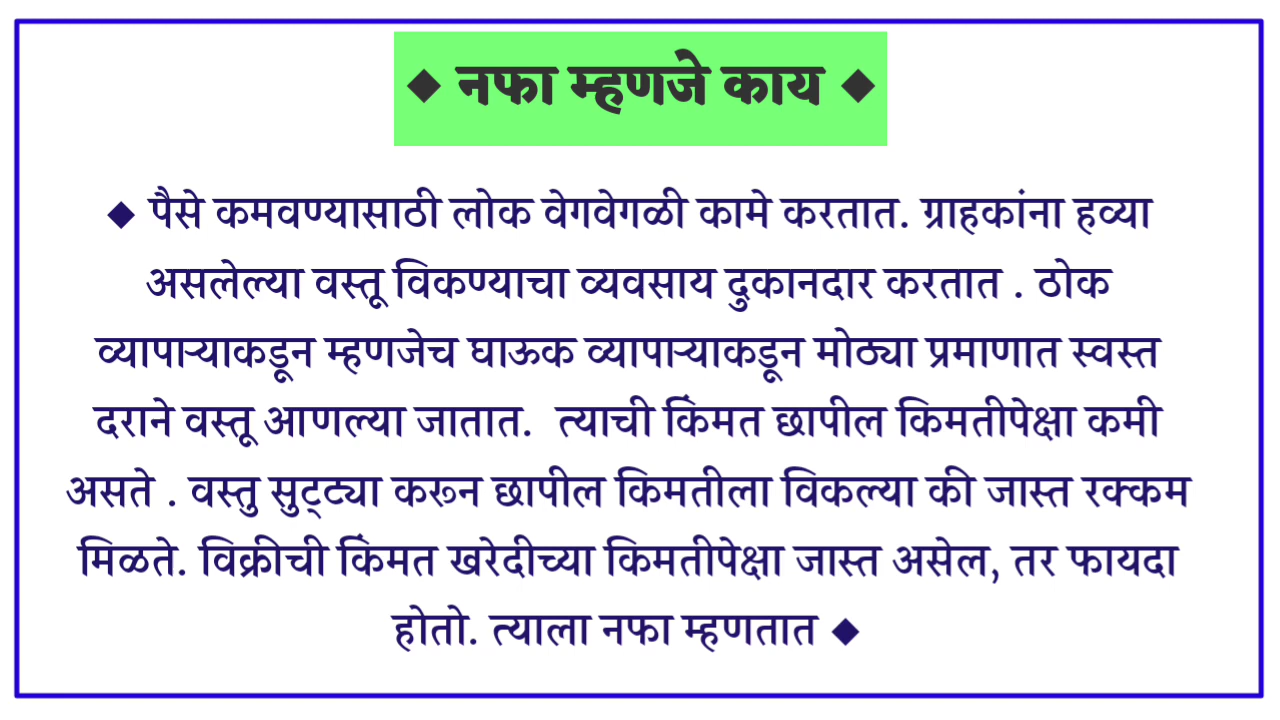 ◆ नफा म्हणजे काय ◆
◆ पैसे कमवण्यासाठी लोक वेगवेगळी कामे करतात. ग्राहकांना हव्या
असलेल्या वस्तू विकण्याचा व्यवसाय दुकानदार करतात . ठोक
व्यापाऱ्याकडून म्हणजेच घाऊक व्यापाऱ्याकडून मोठ्या प्रमाणात स्वस्त
दराने वस्तू आणल्या जातात. त्याची किंमत छापील किमतीपेक्षा कमी
असते . वस्तु सुट्ट्या करून छापील किमतीला विकल्या की जास्त रक्कम
मिळते. विक्रीची किंमत खरेदीच्या किमतीपेक्षा जास्त असेल, तर फायदा
होतो. त्याला नफा म्हणतात ◆